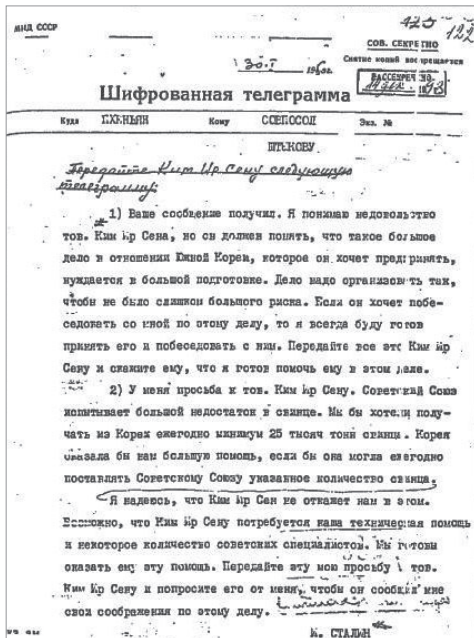 МИД СССР
СОВ. СЕКРЕТНО
122
Снятие копий воспрещается
30.I
РАССЕКРЕЧЕНО
Шифрованная телеграмма
Куда ПХЕНЬЯН Кому СОВПОСОЛ Экз. №
ШТЫКОВУ.
Передайте Ким Ир Сену следующую
телеграмму:
1) Ваше сообщение получил. Я понимаю недовольство
тов. Ким Ир Сена, но он должен понять, что такое большое
дело в отношении Южной Кореи, которое он хочет предпринять,
нуждается в большой подготовке. Дело надо организовать так,
чтобы не было слишком большого риска. Если он хочет побе-
седовать со мной по этому делу, то я всегда буду готов
принять его и побеседовать с ним. Передайте все это Ким Ир
Сену и скажите ему, что я готов помочь ему в этом деле.
2) У меня просьба к тов. Ким Ир Сену. Советский Союз
испытывает большой недостаток в свинце. Мы бы хотели полу-
чать из Кореи ежегодно минимум 25 тысяч тонн свинца. Корея
оказала бы нам большую помощь, если бы она могла ежегодно
поставлять Советскому Союзу указанное количество свинца.
Я надеюсь, что Ким Ир Сен не откажет нам в этом.
Возможно, что Ким Ир Сену потребуется наша техническая помощь
и некоторое количество советских специалистов. Мы готовы
оказать ему эту помощь. Передайте эту мою просьбу тов.
Ким Ир Сену и попросите его от меня, чтобы он сообщил мне
свои соображения по этому делу.
И. СТАЛИН